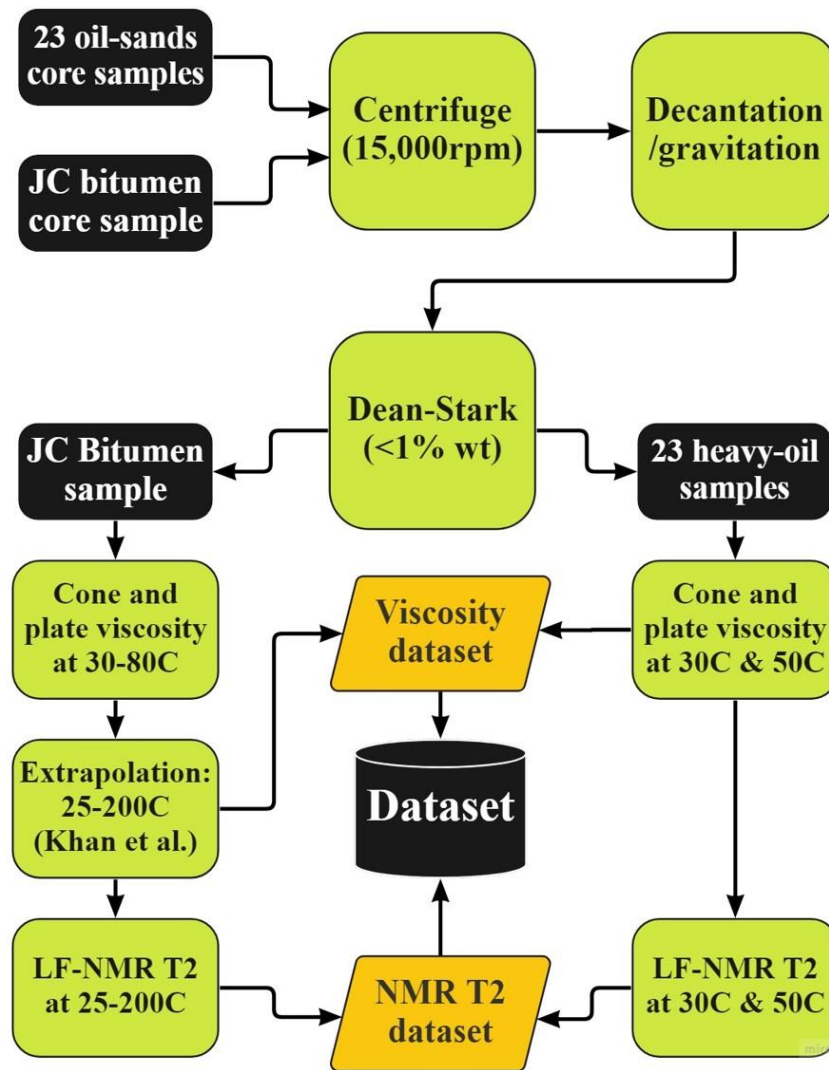 23 oil-sands
core samples
Centrifuge
(15,000rpm)
Decantation
/gravitation
JC bitumen
core sample
Dean-Stark
(<1% wt)
JC Bitumen
sample
23 heavy-oil
samples
Cone and
plate viscosity
at 30-80C
Viscosity
dataset
Cone and
plate viscosity
at 30C & 50C
Extrapolation:
25-200C
(Khan et al.)
Dataset
LF-NMR T2
at 25-200C
NMR T2
dataset
LF-NMR T2
at 30C & 50C